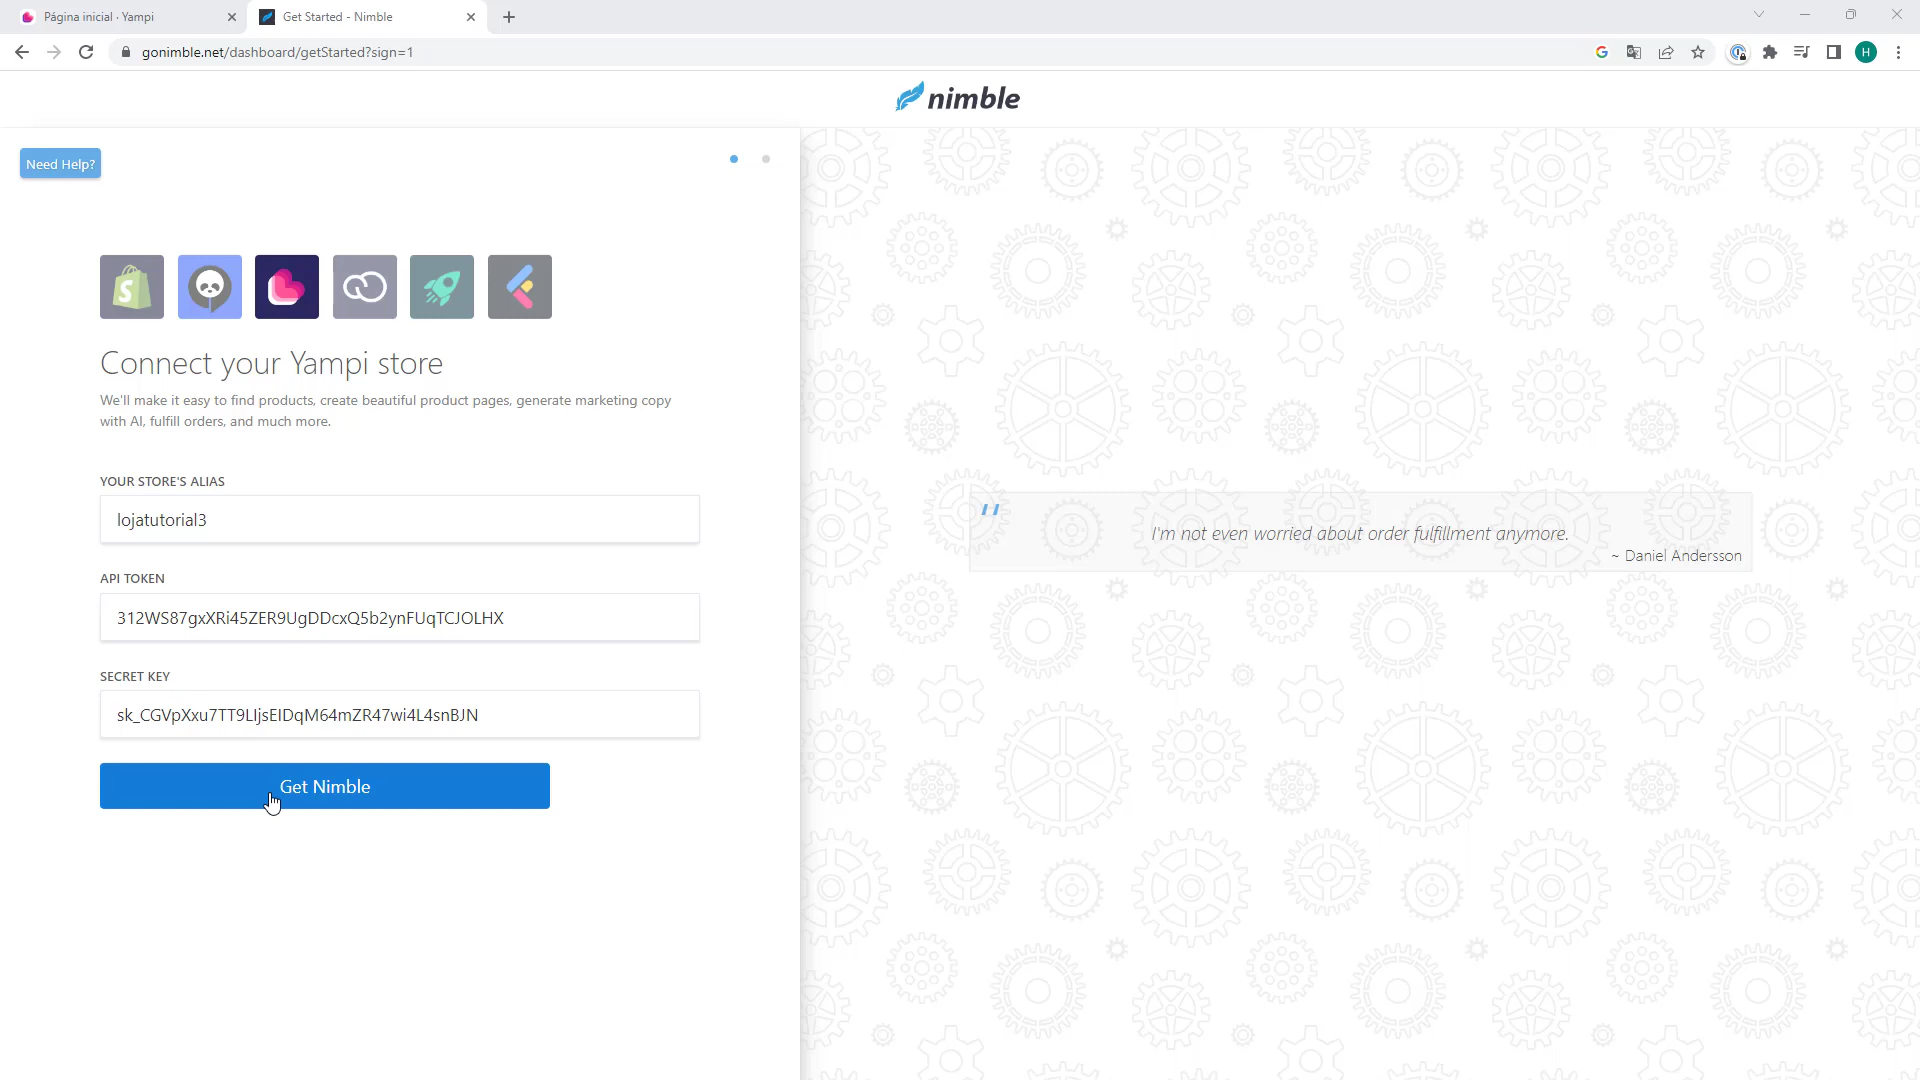 Página inicial · Yampi
Get Started - Nimble
gonimble.net/dashboard/getStarted?sign=1
H
nimble
Need Help?
S
Connect your Yampi store
We'll make it easy to find products, create beautiful product pages, generate marketing copy
with AI, fulfill orders, and much more.
YOUR STORE'S ALIAS
lojatutorial3
API TOKEN
312WS87gxXRi45ZER9UgDDcxQ5b2ynFUqTCJOLHX
SECRET KEY
sk_CGVpXxu7TT9LIjsEIDqM64mZR47wi4L4snBJN
Get Nimble
"
I'm not even worried about order fulfillment anymore.
~ Daniel Andersson